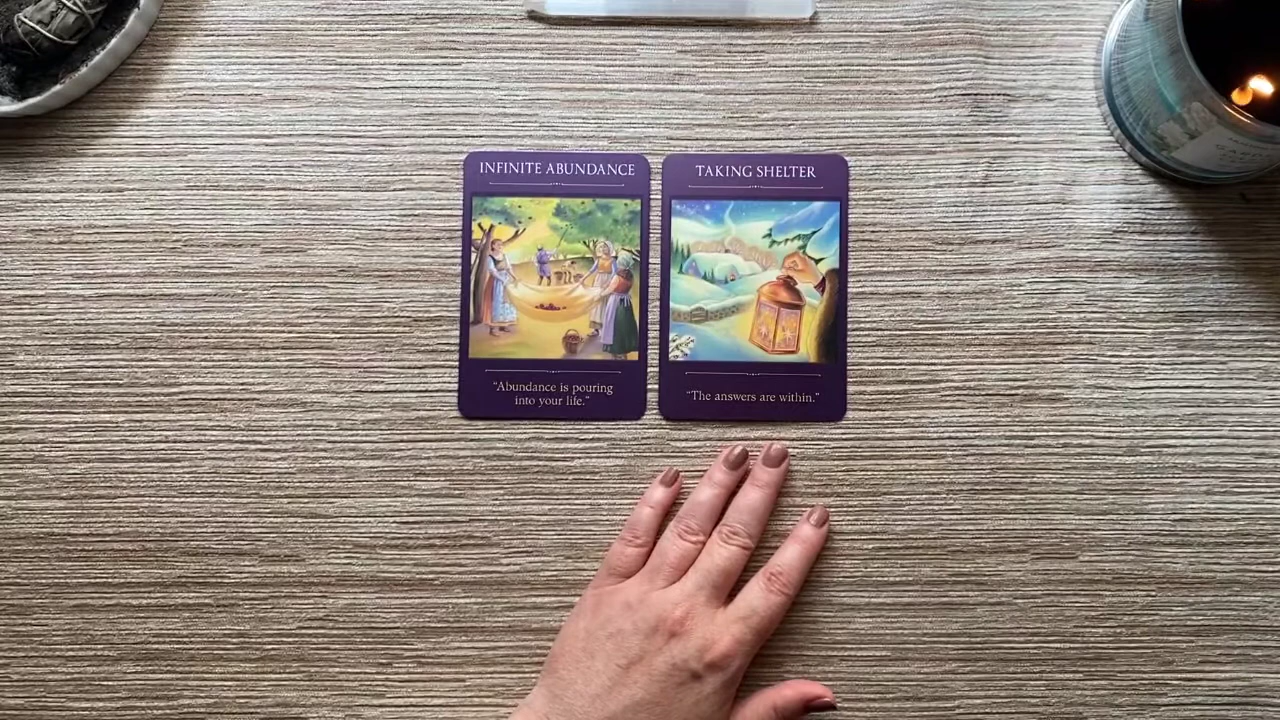 INFINITE ABUNDANCE
"Abundance is pouring
into your life."
TAKING SHELTER
"The answers are within."